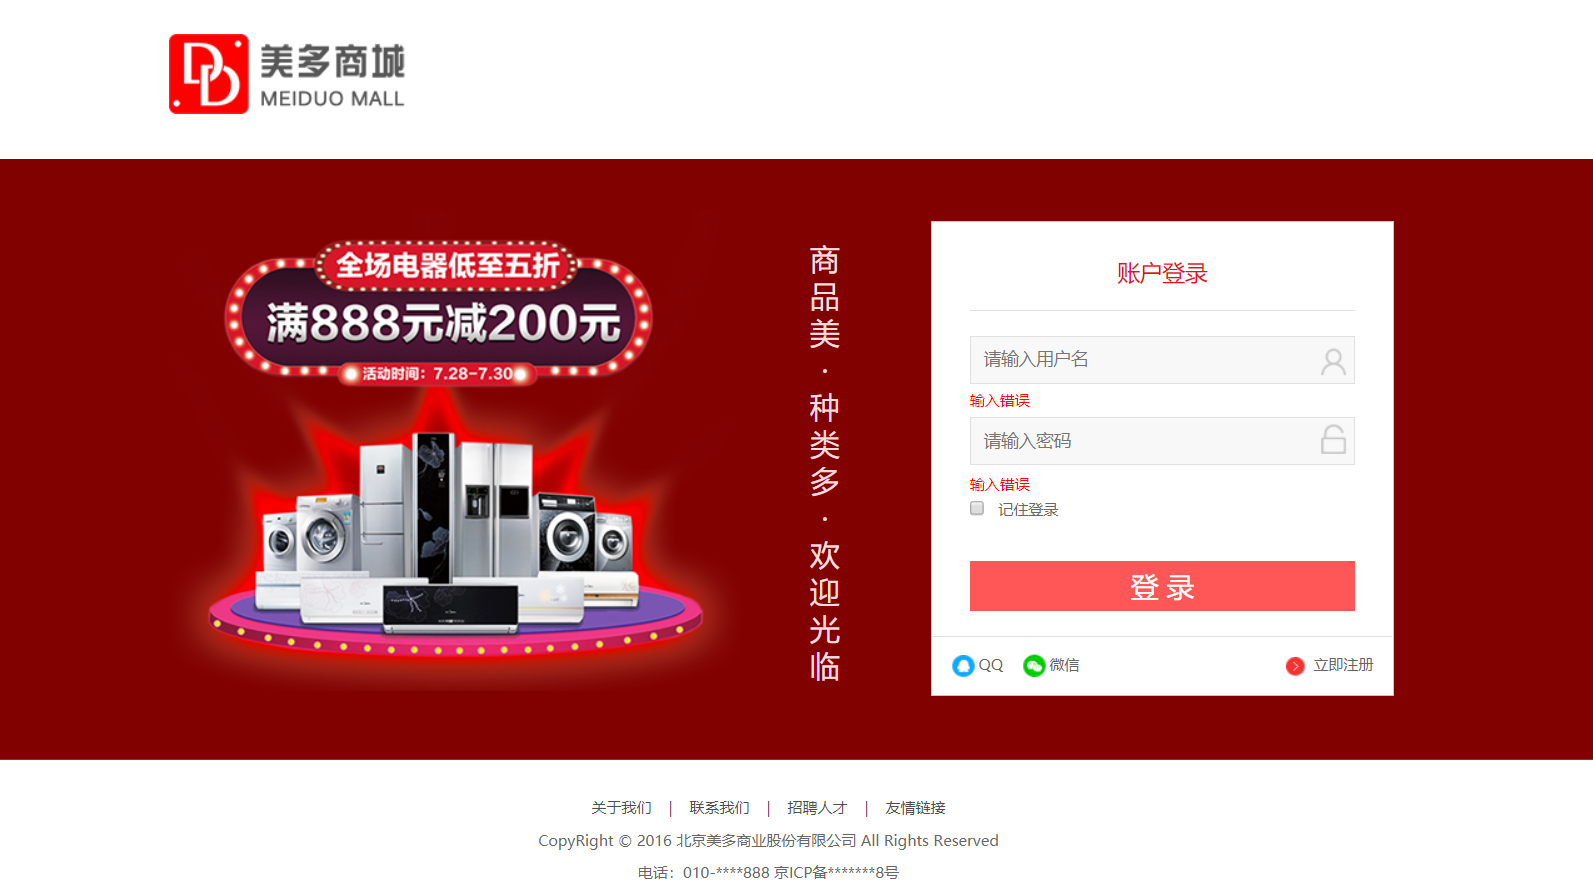 美多商城
MEIDUO MALL
全场电器低至五折
满888元减200元
活动时间：7.28-7.30
商品美·种类多·欢迎光临
账户登录
请输入用户名
输入错误
请输入密码
输入错误
记住登录
登录
QQ 微信 立即注册
关于我们 | 联系我们 | 招聘人才 | 友情链接
CopyRight © 2016 北京美多商业股份有限公司 All Rights Reserved
电话：010-****888 京ICP备*******8号